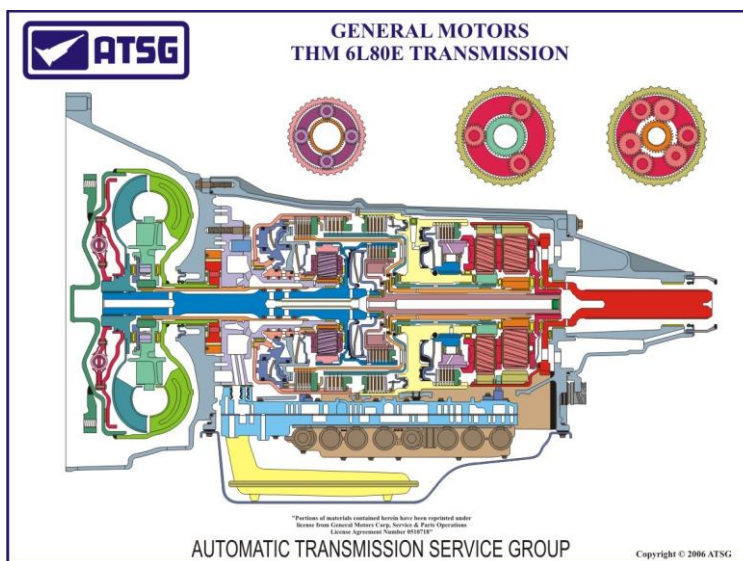 ATSG
GENERAL MOTORS
THM 6L80E TRANSMISSION
"Portions of materials contained herein have been reprinted under
license from General Motors Corp, Service & Parts Operations
License Agreement Number 0510718"
AUTOMATIC TRANSMISSION SERVICE GROUP
Copyright © 2006 ATSG